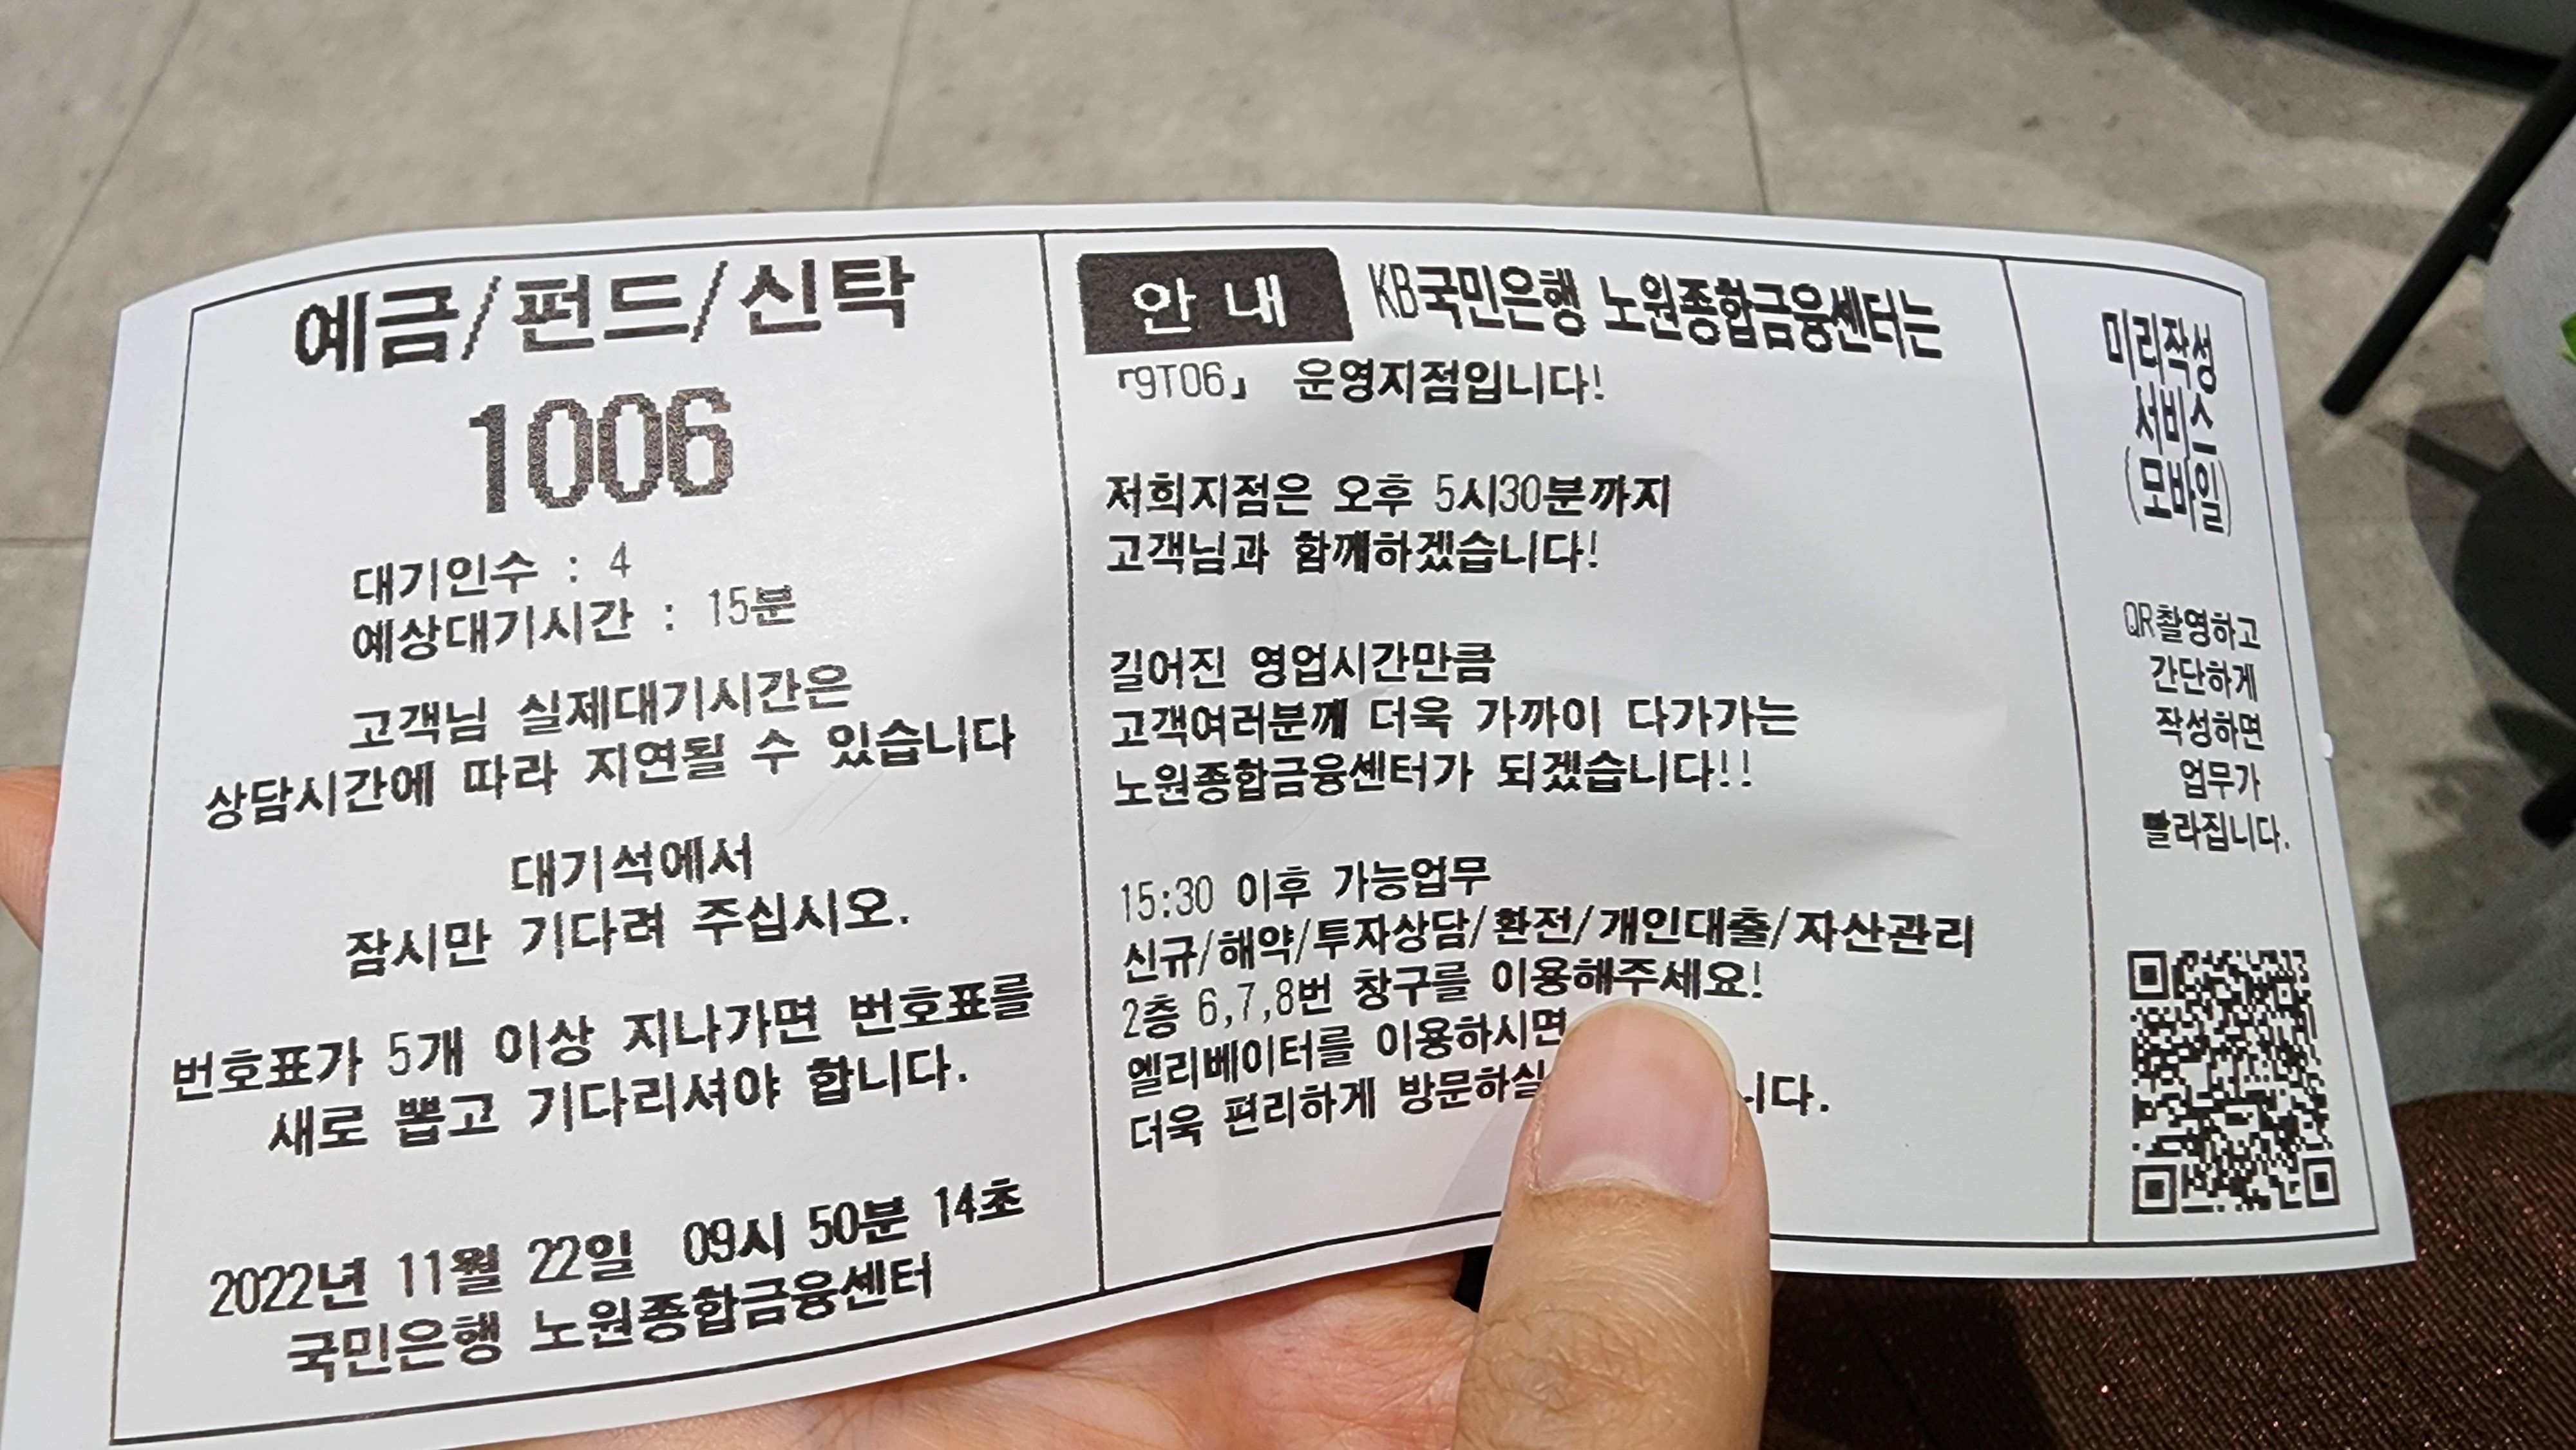 예금/펀드/신탁
1006
대기인수 : 4
예상대기시간 : 15분
고객님 실제대기시간은
상담시간에 따라 지연될 수 있습니다
대기석에서
잠시만 기다려 주십시오.
번호표가 5개 이상 지나가면 번호표를
새로 뽑고 기다리셔야 합니다.
2022년 11월 22일 09시 50분 14초
국민은행 노원종합금융센터
안내 KB국민은행 노원종합금융센터는
「9T06」 운영지점입니다!
저희지점은 오후 5시30분까지
고객님과 함께하겠습니다!
길어진 영업시간만큼
고객여러분께 더욱 가까이 다가가는
노원종합금융센터가 되겠습니다!!
15:30 이후 가능업무
신규/해약/투자상담/환전/개인대출/자산관리
2층 6,7,8번 창구를 이용해주세요!
엘리베이터를 이용하시면
더욱 편리하게 방문하실 니다.
미리작성
서비스
(모바일)
QR촬영하고
간단하게
작성하면
업무가
빨라집니다.